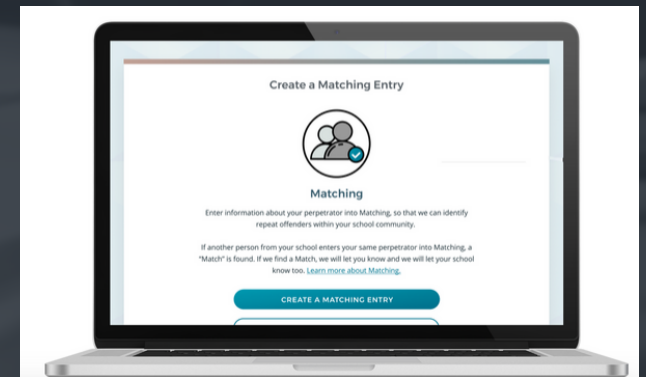 Create a Matching Entry
Matching
Enter information about your perpetrator into Matching, so that we can identify
repeat offenders within your school community.
If another person from your school enters your same perpetrator into Matching, a
"Match" is found. If we find a Match, we will let you know and we will let your school
know too. Learn more about Matching.
CREATE A MATCHING ENTRY